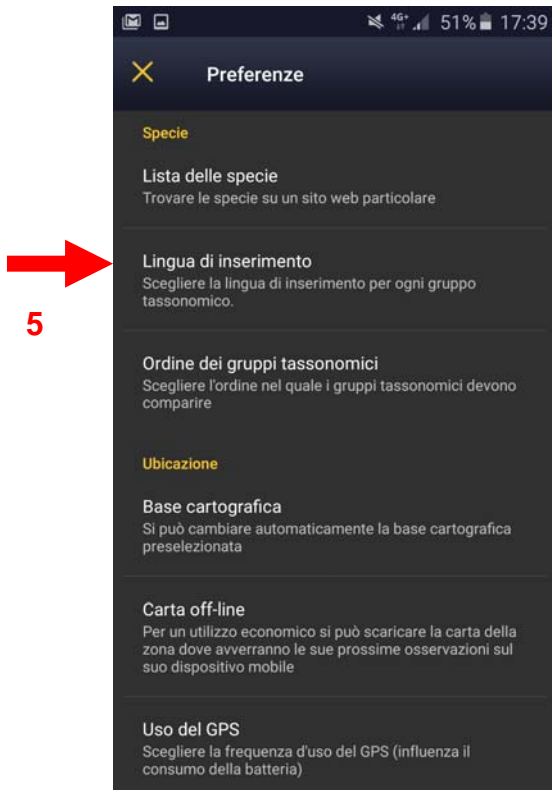 4G+ 51% 17:39
Preferenze
Specie
Lista delle specie
Trovare le specie su un sito web particolare
Lingua di inserimento
Scegliere la lingua di inserimento per ogni gruppo
tassonomico.
5
Ordine dei gruppi tassonomici
Scegliere l'ordine nel quale i gruppi tassonomici devono
comparire
Ubicazione
Base cartografica
Si può cambiare automaticamente la base cartografica
preselezionata
Carta off-line
Per un utilizzo economico si può scaricare la carta della
zona dove avverranno le sue prossime osservazioni sul
suo dispositivo mobile
Uso del GPS
Scegliere la frequenza d'uso del GPS (influenza il
consumo della batteria)